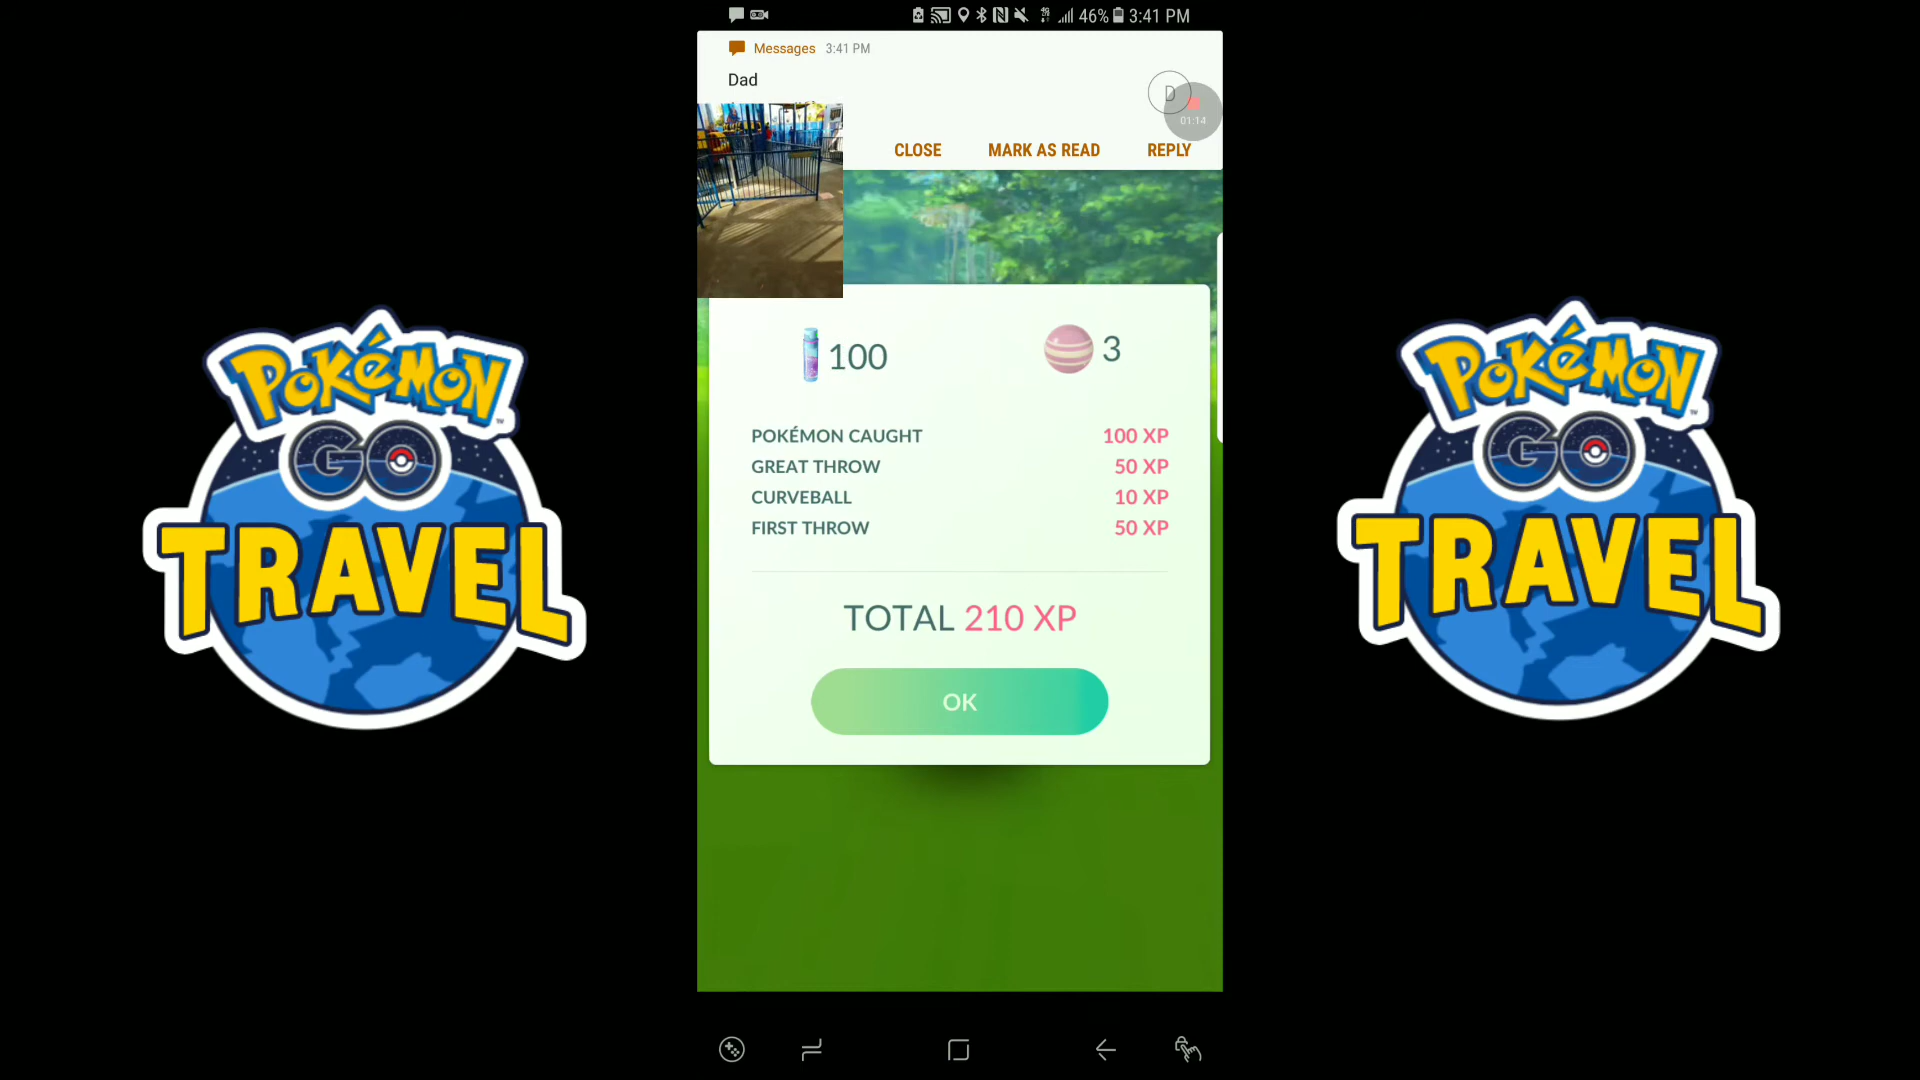 46% 3:41 PM
Messages 3:41 PM
Dad
D
01:14
CLOSE MARK AS READ REPLY
100 3
POKÉMON CAUGHT 100 XP
GREAT THROW 50 XP
CURVEBALL 10 XP
FIRST THROW 50 XP
TOTAL 210 XP
OK
POKéMON
GO
TRAVEL
POKéMON
GO
TRAVEL